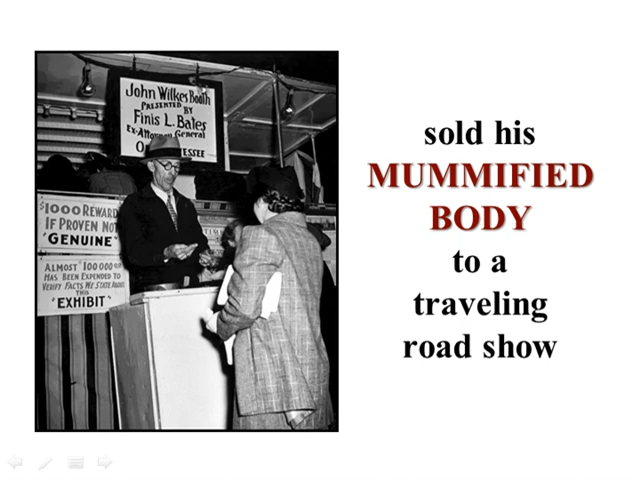 John Wilkes Booth
PRESENTED BY
Finis L. Bates
EX-Attorney General
ESSEE
$1000 REWARD
IF PROVEN NOT
"GENUINE"
ALMOST $100000
HAS BEEN EXPENDED TO
VERIFY FACTS WE STATE ABOUT
THIS
"EXHIBIT"
sold his
MUMMIFIED
BODY
to a
traveling
road show